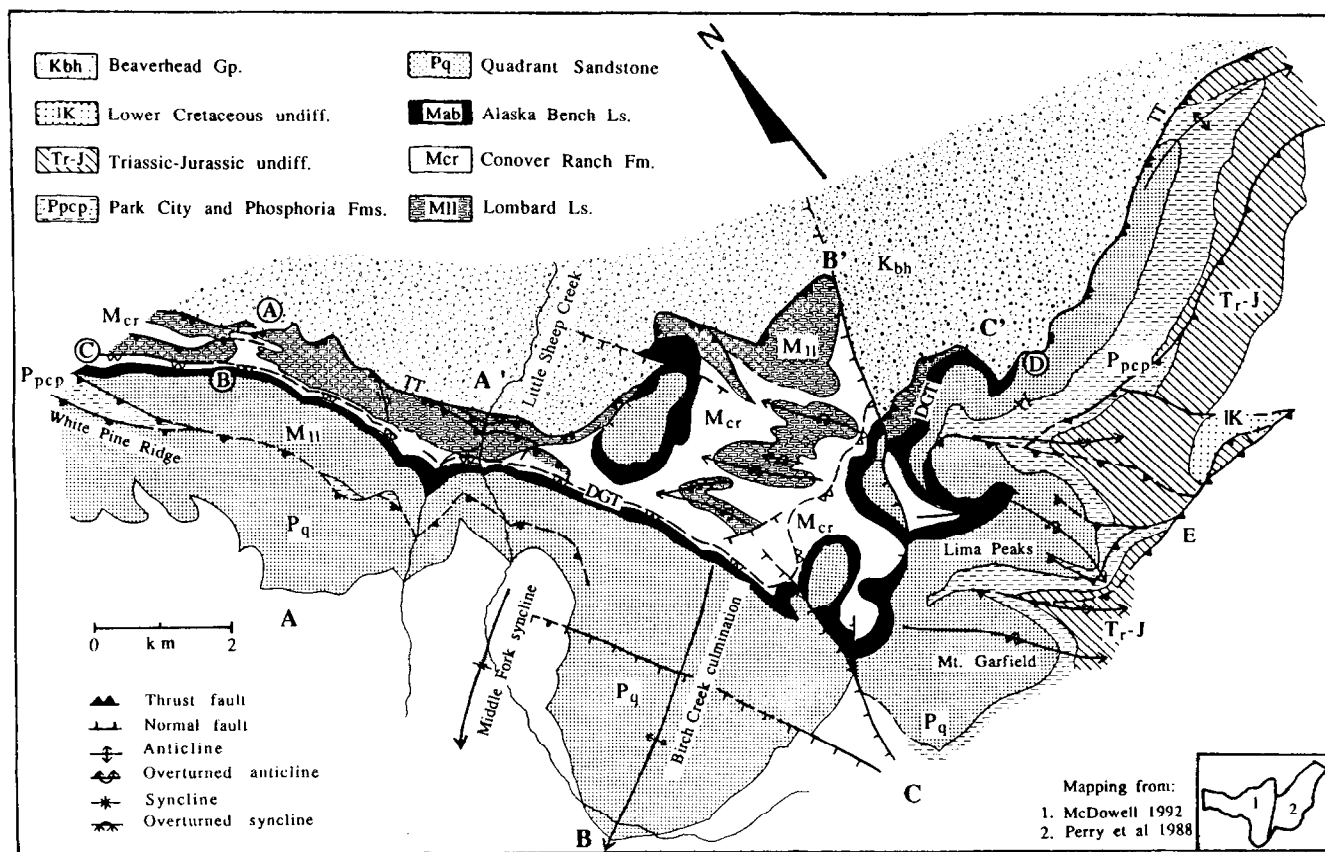 N
Kbh Beaverhead Gp.
Pq Quadrant Sandstone
lK Lower Cretaceous undiff.
Mab Alaska Bench Ls.
Tr-J Triassic-Jurassic undiff.
Mcr Conover Ranch Fm.
Ppcp Park City and Phosphoria Fms.
Mll Lombard Ls.
TT
B'
Kbh
Little Sheep Creek
Mcr
A
C'
Tr-J
C
Mll
D
Ppcp
A'
TT
DGT
Ppcp
B
Mcr
lK
White Pine Ridge
Mll
DGT
Pq
Mcr
E
Lima Peaks
A
0 km 2
Tr-J
Mt. Garfield
Middle Fork syncline
Pq
Birch Creek culmination
Pq
Thrust fault
Normal fault
Anticline
Overturned anticline
Syncline
Overturned syncline
C
B
Mapping from:
1. McDowell 1992
2. Perry et al 1988
1
2